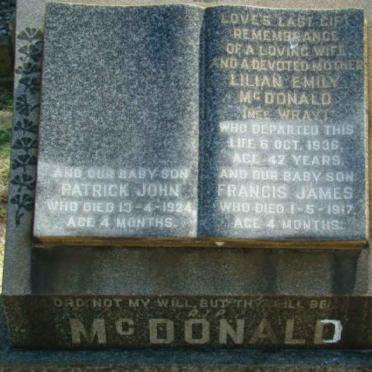 AND OUR BABY SON
PATRICK JOHN
WHO DIED 13-4-1924
AGE 4 MONTHS.
LOVE'S LAST GIFT
REMEMBRANCE
OF A LOVING WIFE
AND A DEVOTED MOTHER
LILIAN EMILY
McDONALD
(NEE WRAY)
WHO DEPARTED THIS
LIFE 6 OCT. 1936.
AGE 42 YEARS.
AND OUR BABY SON
FRANCIS JAMES
WHO DIED 1-5-1917
AGE 4 MONTHS.
LORD NOT MY WILL, BUT THY WILL BE
R.I.P.
McDONALD